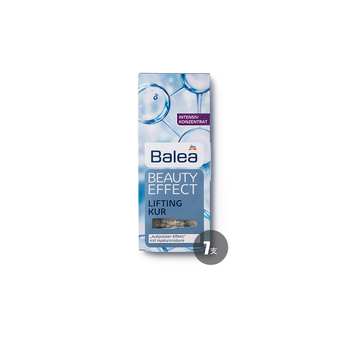 INTENSIV
KONZENTRAT
Balea
BEAUTY
EFFECT
LIFTING
KUR
„Aufpolster-Effekt“
mit Hyaluronsäure
7支